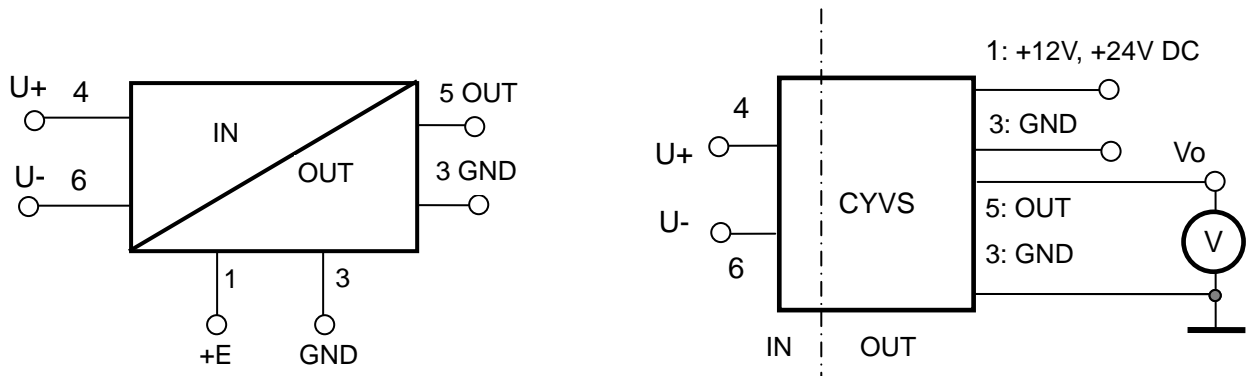 U+ 4
U- 6
IN
OUT
5 OUT
3 GND
1
3
+E
GND
1: +12V, +24V DC
4
3: GND
U+
Vo
CYVS
U-
5: OUT
V
3: GND
6
IN
OUT